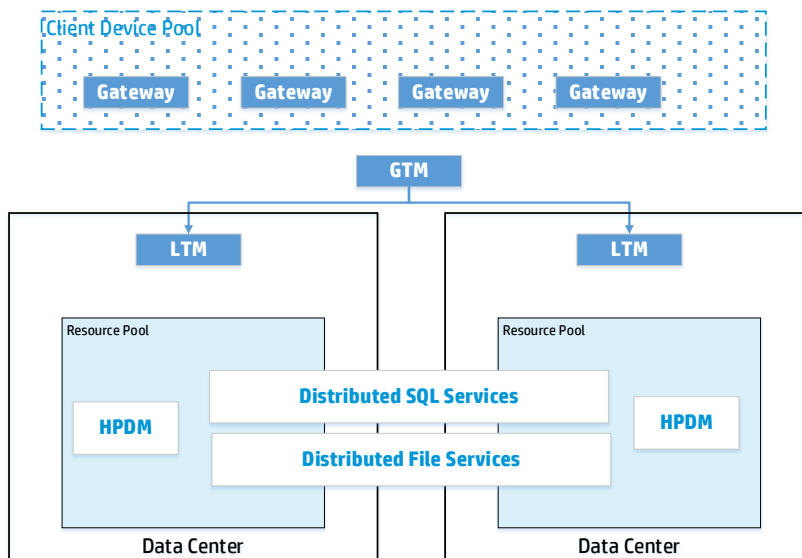 Client Device Pool
Gateway Gateway Gateway Gateway
GTM
LTM LTM
Resource Pool Resource Pool
Distributed SQL Services
HPDM HPDM
Distributed File Services
Data Center Data Center